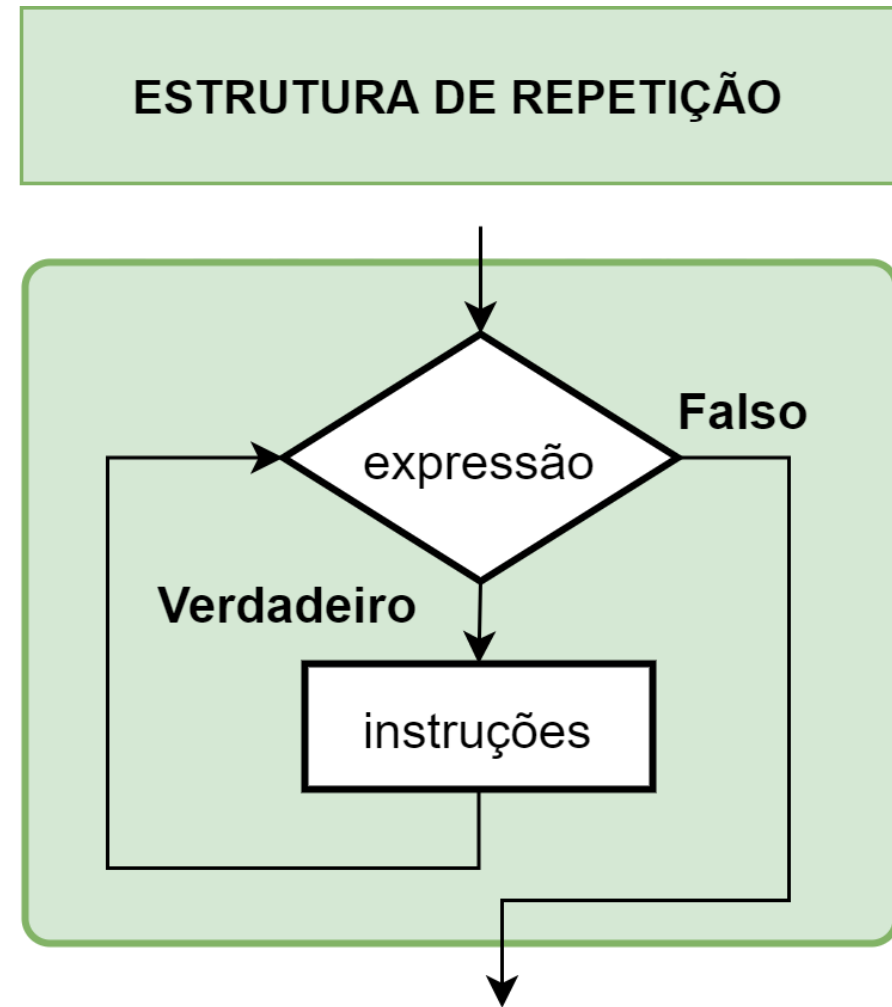 ESTRUTURA DE REPETIÇÃO
Falso
expressão
Verdadeiro
instruções